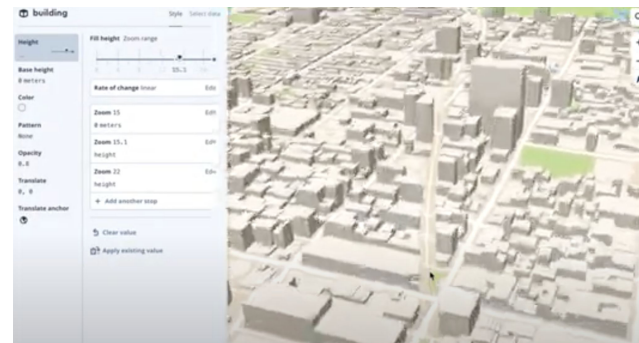 building
Style Select data
Height
Base height
0 meters
Color
Pattern
None
Opacity
0.8
Translate
0, 0
Translate anchor
Fill height Zoom range
15.1
Rate of change linear
Edit
Zoom 15
Edit
0 meters
Zoom 15.1
Edit
height
Zoom 22
Edit
height
+ Add another stop
Clear value
Apply existing value